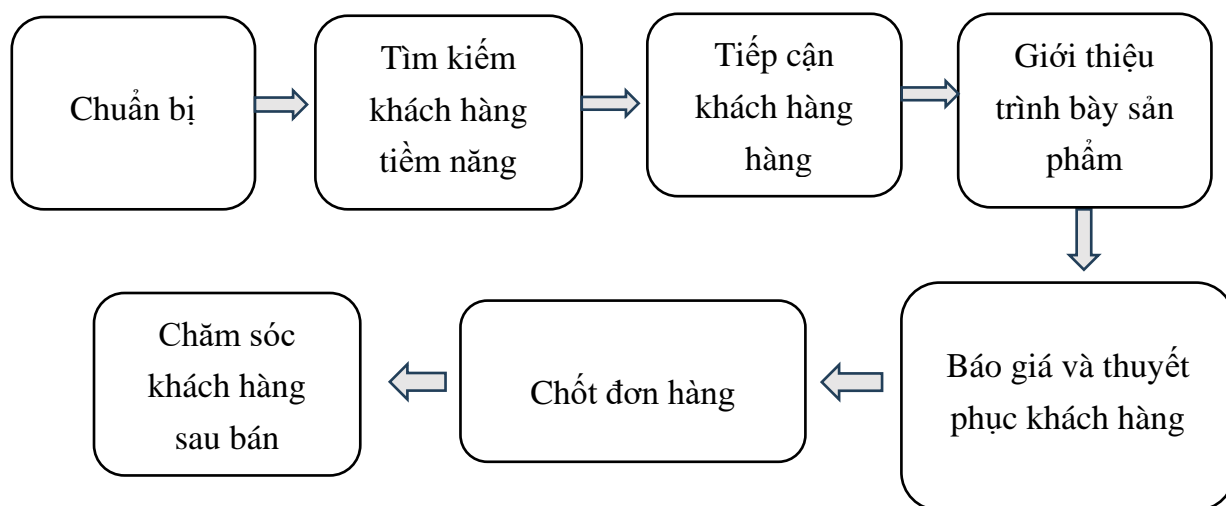 Chuẩn bị
Tìm kiếm
khách hàng
tiềm năng
Tiếp cận
khách hàng
hàng
Giới thiệu
trình bày sản
phẩm
Báo giá và thuyết
phục khách hàng
Chốt đơn hàng
Chăm sóc
khách hàng
sau bán